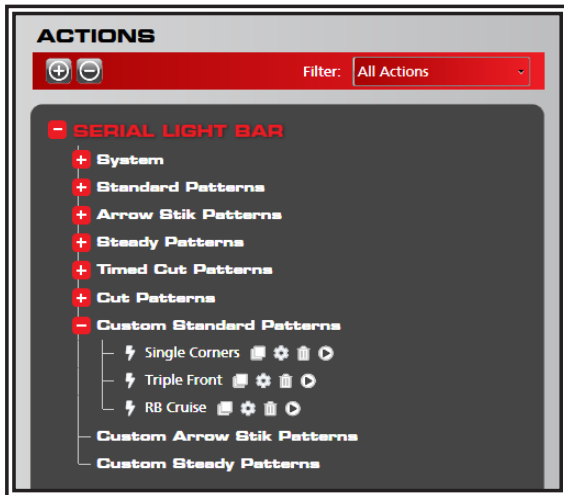 ACTIONS
Filter: All Actions
SERIAL LIGHT BAR
System
Standard Patterns
Arrow Stik Patterns
Steady Patterns
Timed Cut Patterns
Cut Patterns
Custom Standard Patterns
Single Corners
Triple Front
RB Cruise
Custom Arrow Stik Patterns
Custom Steady Patterns